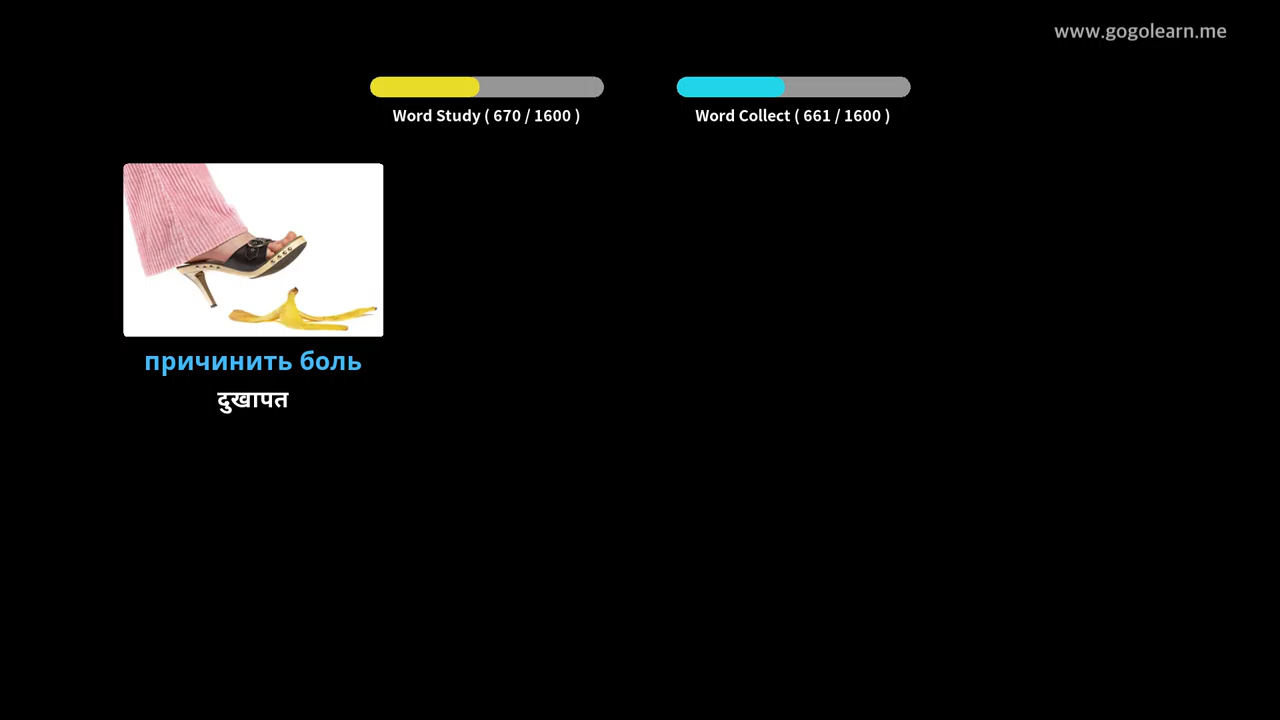 www.gogolearn.me
Word Study ( 670 / 1600 )
Word Collect ( 661 / 1600 )
причинить боль
दुखापत